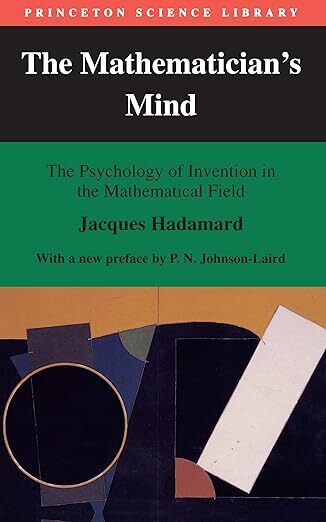 PRINCETON SCIENCE LIBRARY
The Mathematician's
Mind
The Psychology of Invention in
the Mathematical Field
Jacques Hadamard
With a new preface by P. N. Johnson-Laird